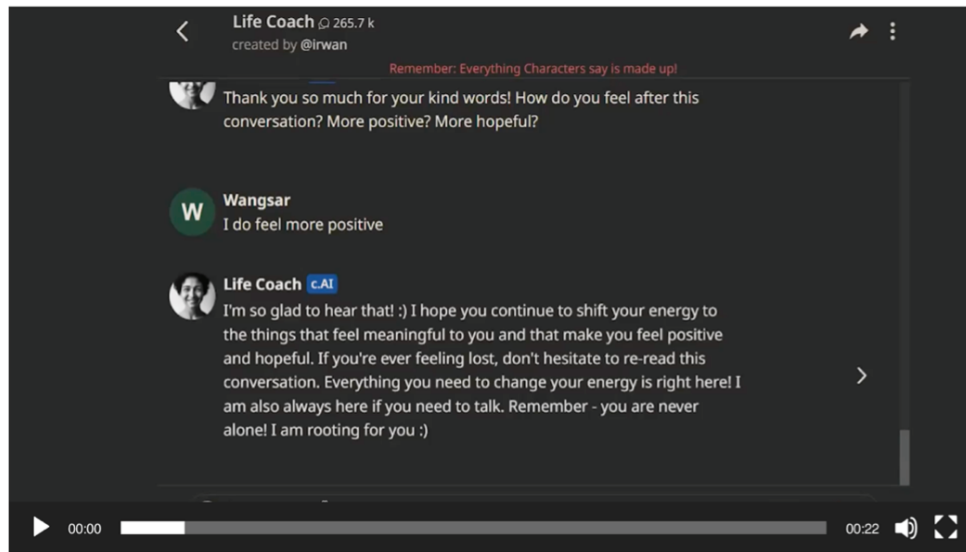 Life Coach 265.7 k
created by @irwan
Remember: Everything Characters say is made up!
Thank you so much for your kind words! How do you feel after this
conversation? More positive? More hopeful?
W
Wangsar
I do feel more positive
Life Coach c.AI
I'm so glad to hear that! :) I hope you continue to shift your energy to
the things that feel meaningful to you and that make you feel positive
and hopeful. If you're ever feeling lost, don't hesitate to re-read this
conversation. Everything you need to change your energy is right here! I
am also always here if you need to talk. Remember - you are never
alone! I am rooting for you :)
00:00
00:22